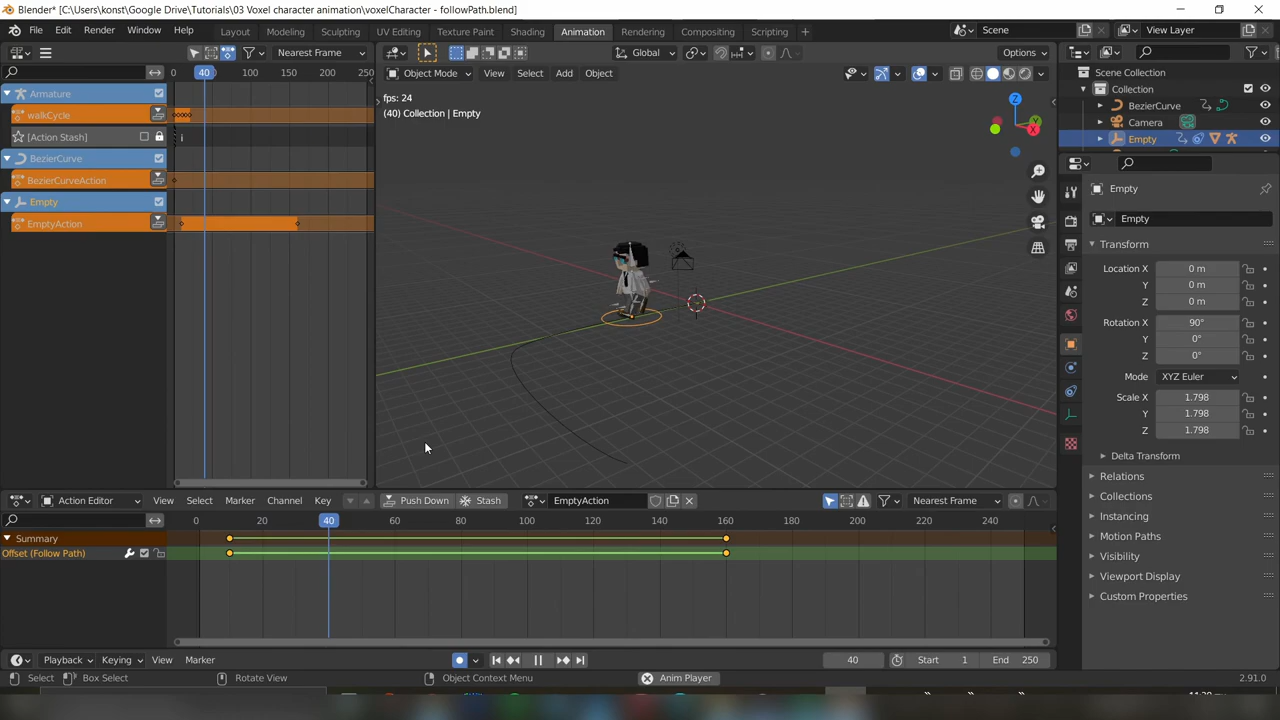 Blender* [C:\Users\konst\Google Drive\Tutorials\03 Voxel character animation\voxelCharacter - followPath.blend]
File Edit Render Window Help Layout Modeling Sculpting UV Editing Texture Paint Shading Animation Rendering Compositing Scripting Scene View Layer
Nearest Frame Global Options
Object Mode View Select Add Object
0 40 100 150 200 250
Scene Collection
Collection
BezierCurve
Camera
Empty
Armature
walkCycle
[Action Stash]
BezierCurve
BezierCurveAction
Empty
EmptyAction
fps: 24
(40) Collection | Empty
Z
Y
X
Empty
Empty
Transform
Location X 0 m
Y 0 m
Z 0 m
Rotation X 90°
Y 0°
Z 0°
Mode XYZ Euler
Scale X 1.798
Y 1.798
Z 1.798
Delta Transform
Relations
Collections
Instancing
Visibility
Motion Paths
Viewport Display
Custom Properties
Action Editor View Select Marker Channel Key Push Down Stash EmptyAction Nearest Frame
0 20 40 60 80 100 120 140 160 180 200 220 240
Summary
Offset (Follow Path)
Playback Keying View Marker 40 Start 1 End 250
Select Box Select Rotate View Object Context Menu Anim Player 2.91.0